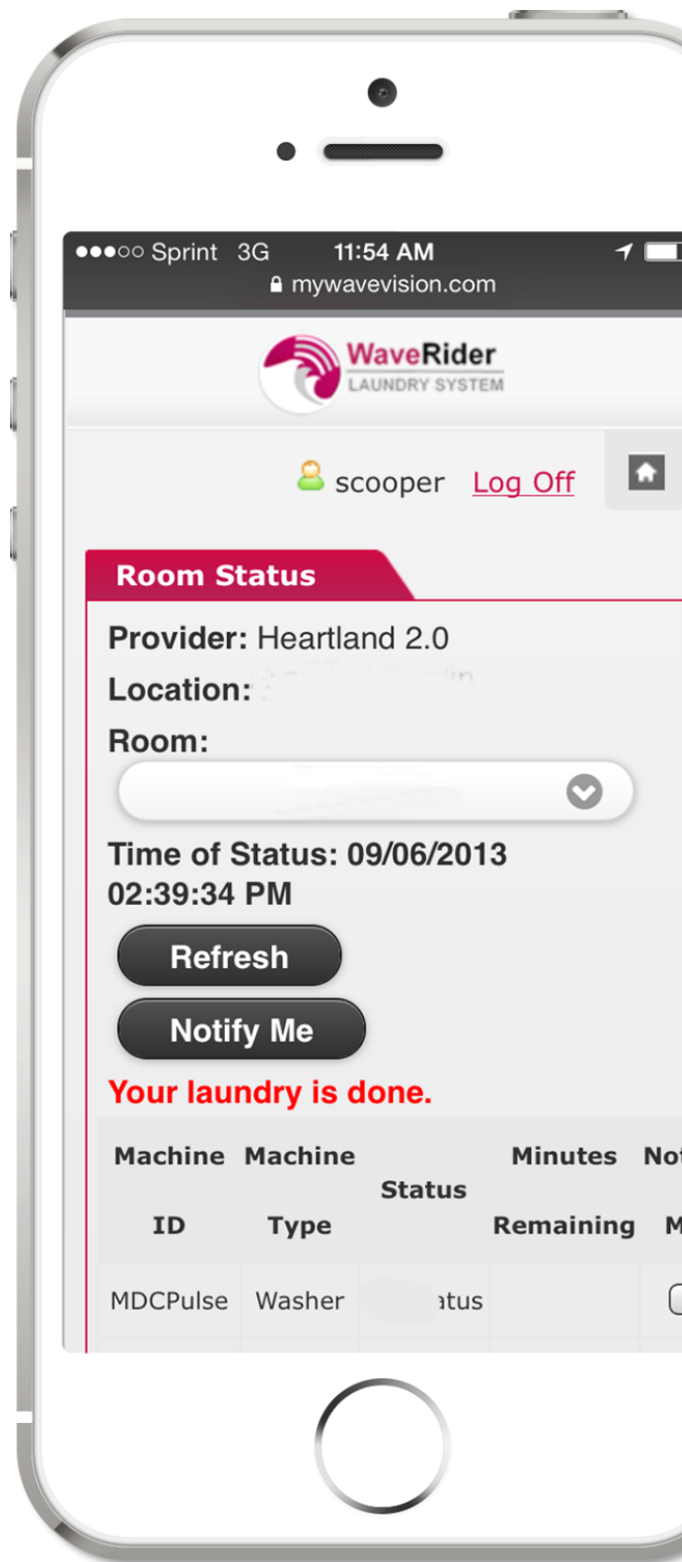 Sprint 3G 11:54 AM
mywavevision.com
WaveRider
LAUNDRY SYSTEM
scooper Log Off
Room Status
Provider: Heartland 2.0
Location:
Room:
Time of Status: 09/06/2013
02:39:34 PM
Refresh
Notify Me
Your laundry is done.
Machine ID Machine Type Status Minutes Remaining
MDCPulse Washer